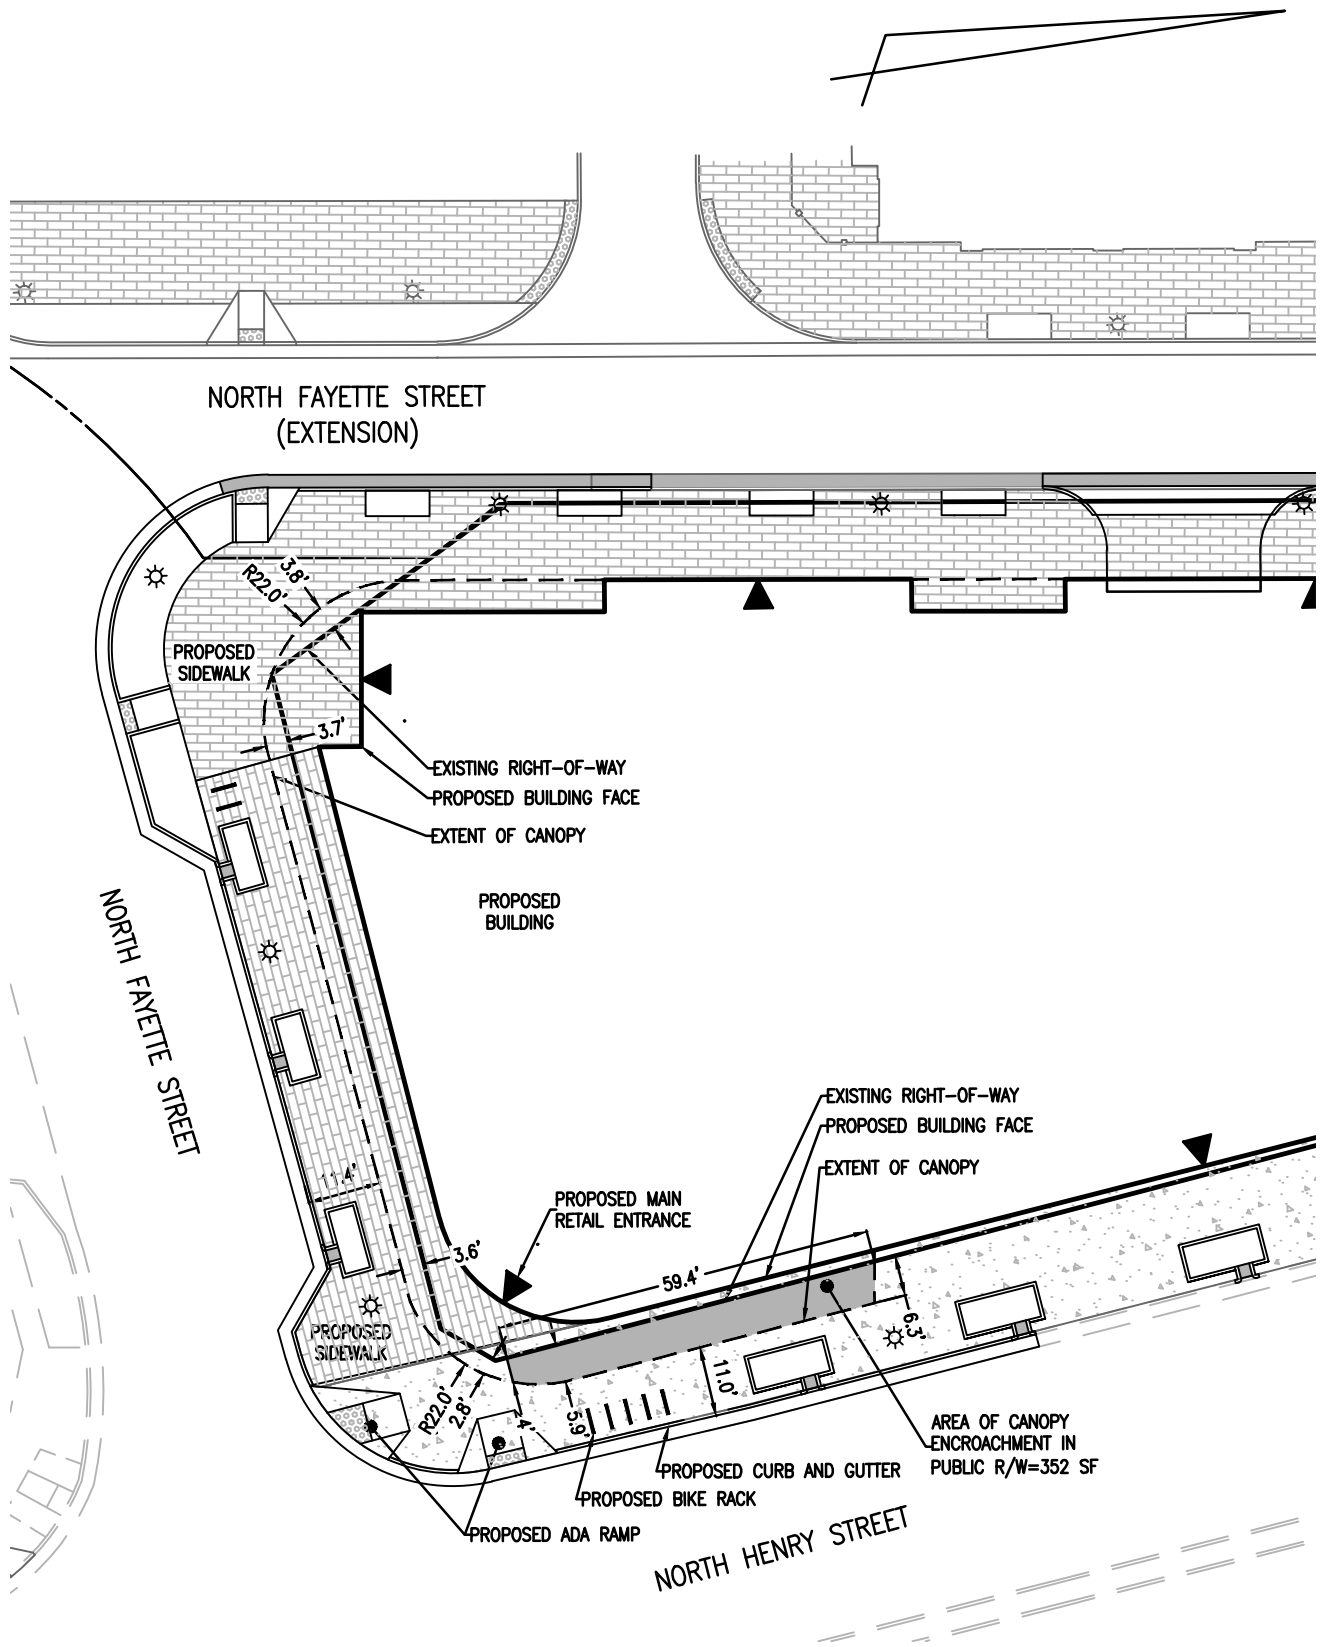 NORTH FAYETTE STREET
(EXTENSION)
3.8'
R22.0'
PROPOSED
SIDEWALK
3.7'
EXISTING RIGHT-OF-WAY
PROPOSED BUILDING FACE
EXTENT OF CANOPY
PROPOSED
BUILDING
NORTH FAYETTE STREET
EXISTING RIGHT-OF-WAY
PROPOSED BUILDING FACE
EXTENT OF CANOPY
11.4'
PROPOSED MAIN
RETAIL ENTRANCE
3.6'
59.4'
6.3'
PROPOSED
SIDEWALK
11.0'
R22.0'
2.8'
5.9'
AREA OF CANOPY
ENCROACHMENT IN
PUBLIC R/W=352 SF
PROPOSED CURB AND GUTTER
PROPOSED BIKE RACK
PROPOSED ADA RAMP
NORTH HENRY STREET